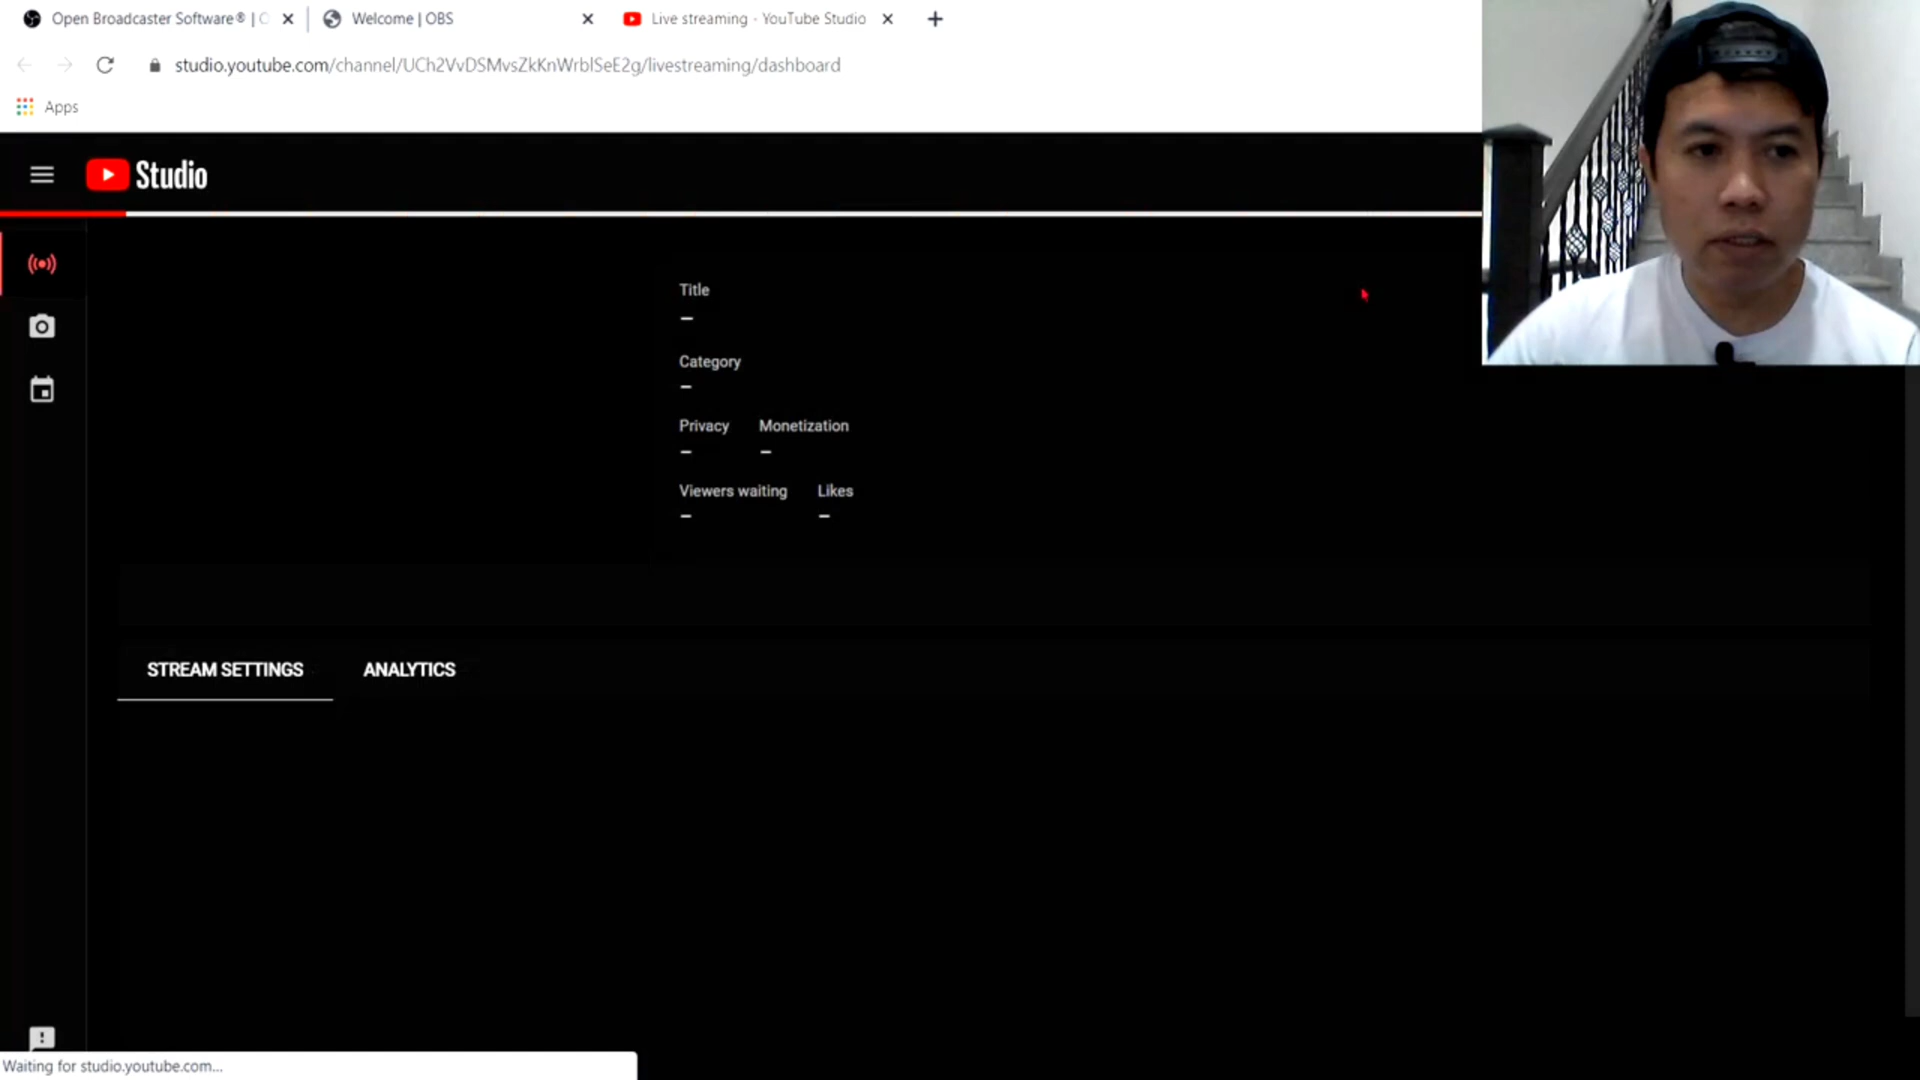 Open Broadcaster Software® | O
Welcome | OBS
Live streaming - YouTube Studio
studio.youtube.com/channel/UCh2VvDSMvsZkKnWrblSeE2g/livestreaming/dashboard
Apps
Studio
Title
–
Category
–
Privacy Monetization
– –
Viewers waiting Likes
– –
STREAM SETTINGS ANALYTICS
Waiting for studio.youtube.com...